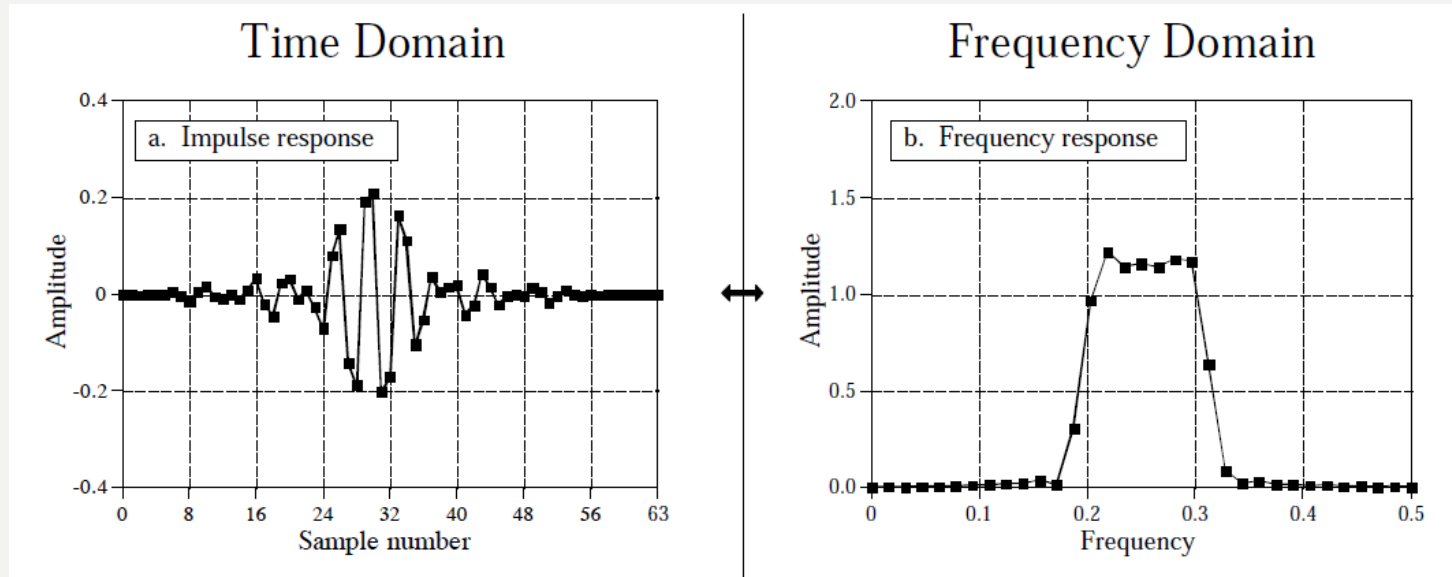 Time Domain
a. Impulse response
Amplitude
0.4
0.2
0
-0.2
-0.4
0 8 16 24 32 40 48 56 63
Sample number
Frequency Domain
b. Frequency response
Amplitude
2.0
1.5
1.0
0.5
0.0
0 0.1 0.2 0.3 0.4 0.5
Frequency